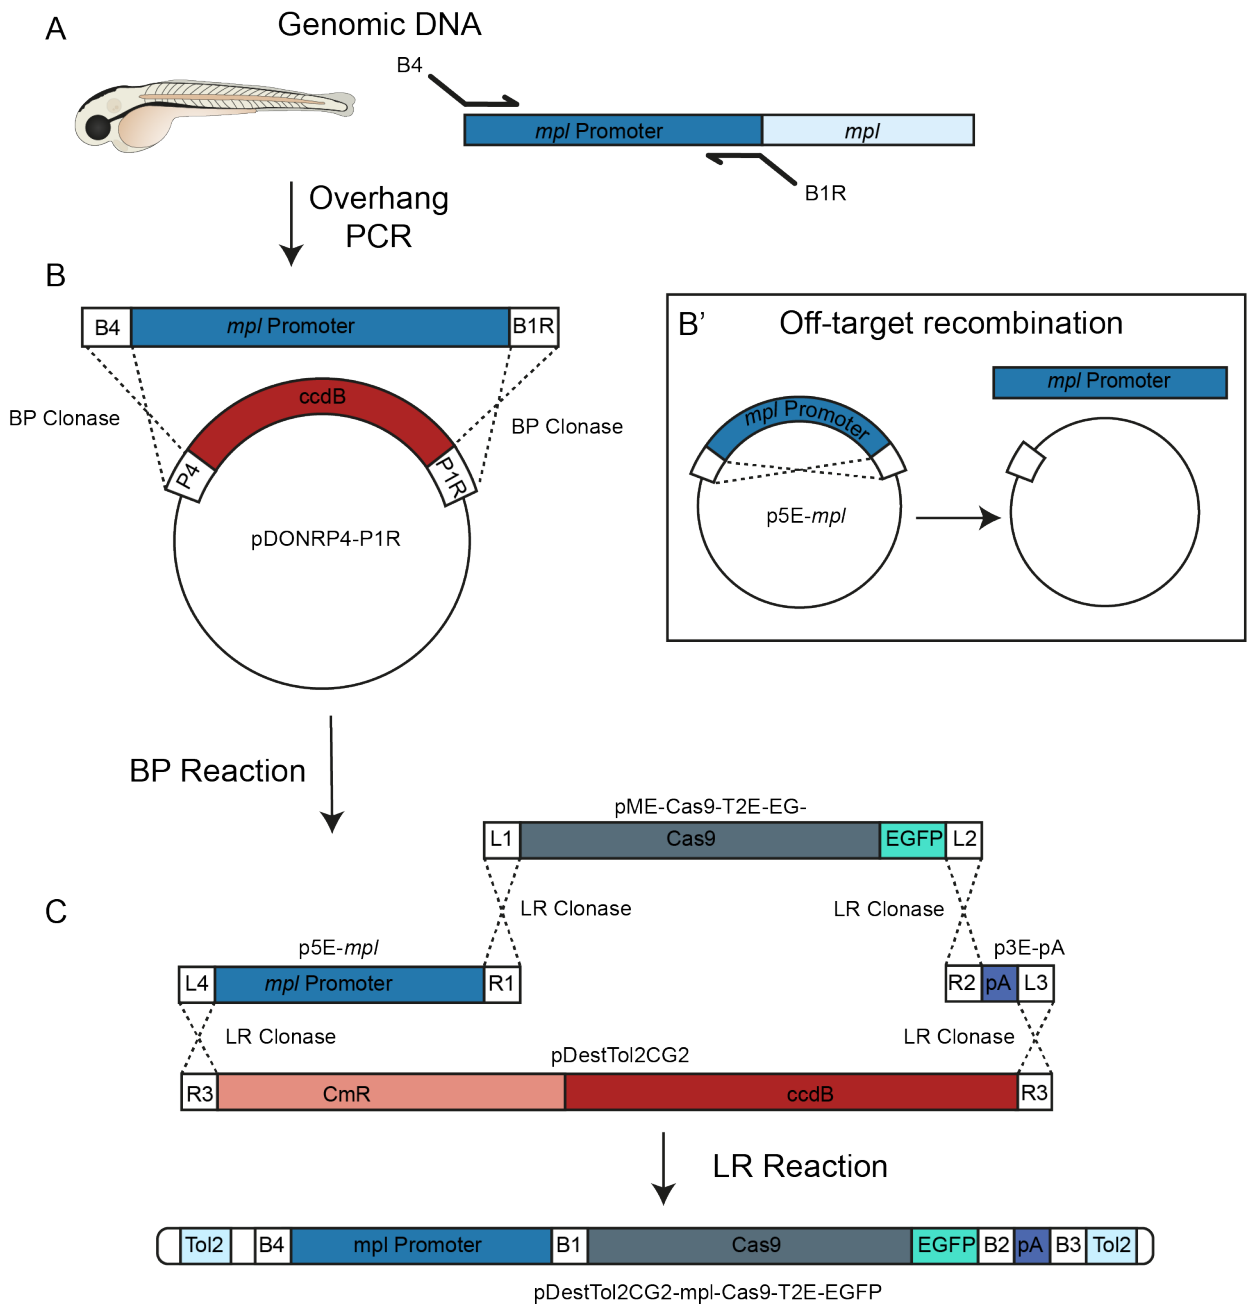 A
Genomic DNA
B4
mpl Promoter
mpl
B1R
Overhang
PCR
B
B4
mpl Promoter
B1R
BP Clonase
ccdB
BP Clonase
P4
P1R
pDONRP4-P1R
B’
Off-target recombination
mpl Promoter
mpl Promoter
p5E-mpl
BP Reaction
pME-Cas9-T2E-EG-
L1
Cas9
EGFP
L2
C
LR Clonase
LR Clonase
p5E-mpl
p3E-pA
L4
mpl Promoter
R1
R2
pA
L3
LR Clonase
LR Clonase
pDestTol2CG2
R3
CmR
ccdB
R3
LR Reaction
Tol2
B4
mpl Promoter
B1
Cas9
EGFP
B2
pA
B3
Tol2
pDestTol2CG2-mpl-Cas9-T2E-EGFP